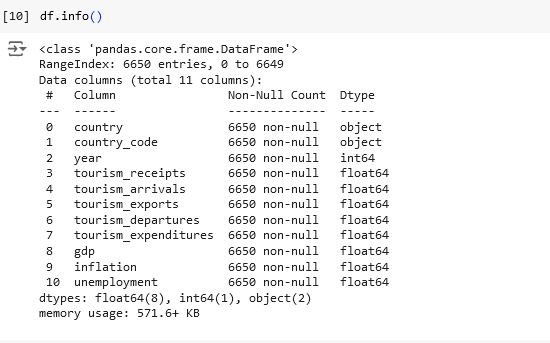 [10] df.info()
<class 'pandas.core.frame.DataFrame'>
RangeIndex: 6650 entries, 0 to 6649
Data columns (total 11 columns):
 #   Column                Non-Null Count  Dtype
---  ------                --------------  -----
 0   country               6650 non-null   object
 1   country_code          6650 non-null   object
 2   year                  6650 non-null   int64
 3   tourism_receipts      6650 non-null   float64
 4   tourism_arrivals      6650 non-null   float64
 5   tourism_exports       6650 non-null   float64
 6   tourism_departures    6650 non-null   float64
 7   tourism_expenditures  6650 non-null   float64
 8   gdp                   6650 non-null   float64
 9   inflation             6650 non-null   float64
 10  unemployment          6650 non-null   float64
dtypes: float64(8), int64(1), object(2)
memory usage: 571.6+ KB